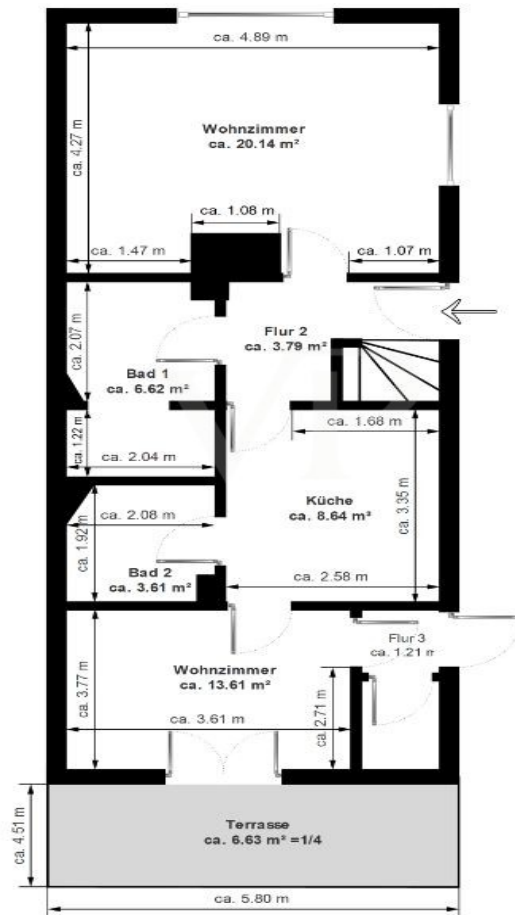 ca. 4.89 m
ca. 4.27 m
Wohnzimmer
ca. 20.14 m²
ca. 1.08 m
ca. 1.47 m
ca. 1.07 m
ca. 2.07 m
Flur 2
ca. 3.79 m²
Bad 1
ca. 6.62 m²
ca. 1.22 m
ca. 1.68 m
ca. 2.04 m
Küche
ca. 8.64 m²
ca. 3.35 m
ca. 2.08 m
ca. 1.92 m
Bad 2
ca. 3.61 m²
ca. 2.58 m
Flur 3
ca. 1.21 m
Wohnzimmer
ca. 13.61 m²
ca. 3.77 m
ca. 3.61 m
ca. 2.71 m
Terrasse
ca. 6.63 m² =1/4
ca. 4.51 m
ca. 5.80 m